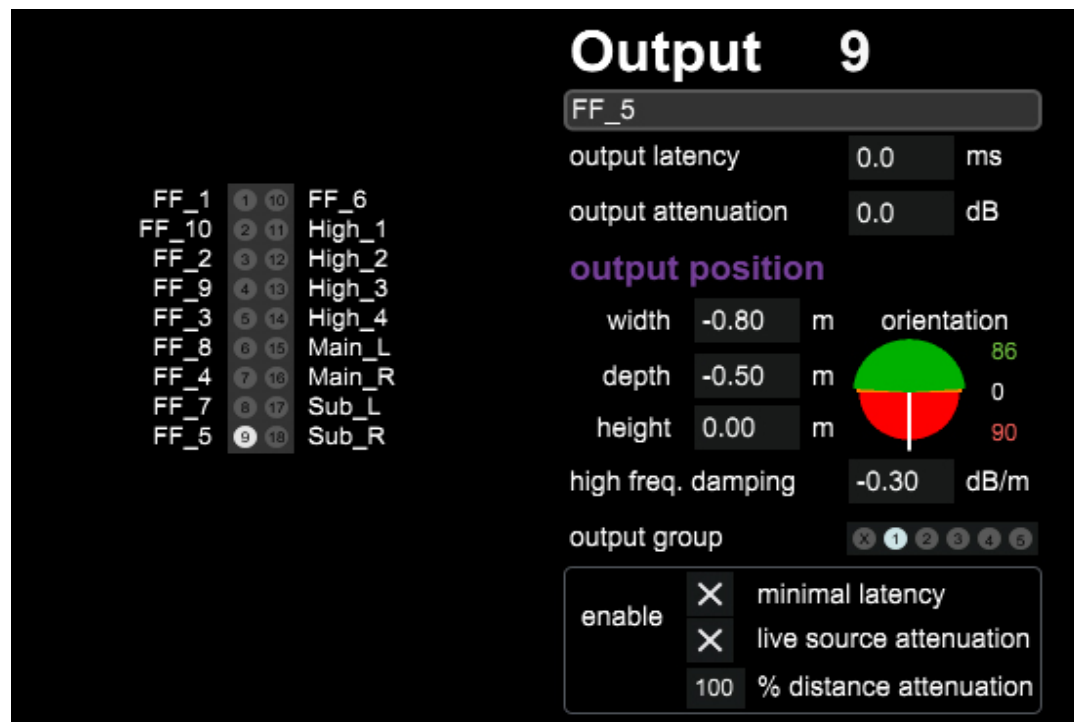 Output 9
FF_5
output latency 0.0 ms
output attenuation 0.0 dB
FF_1 1 10 FF_6
FF_10 2 11 High_1
FF_2 3 12 High_2
FF_9 4 13 High_3
FF_3 5 14 High_4
FF_8 6 15 Main_L
FF_4 7 16 Main_R
FF_7 8 17 Sub_L
FF_5 9 18 Sub_R
output position
width -0.80 m orientation
86
depth -0.50 m 0
height 0.00 m 90
high freq. damping -0.30 dB/m
output group X 1 2 3 4 5
enable
X minimal latency
X live source attenuation
100 % distance attenuation